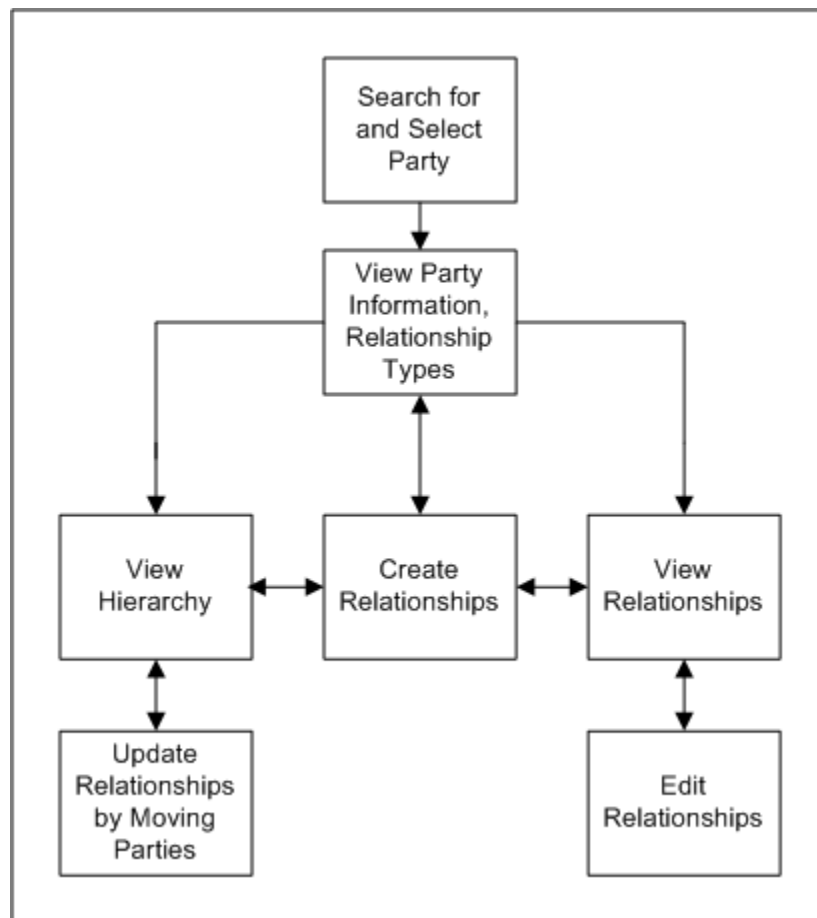 Search for
and Select
Party
View Party
Information,
Relationship
Types
View
Hierarchy
Create
Relationships
View
Relationships
Update
Relationships
by Moving
Parties
Edit
Relationships